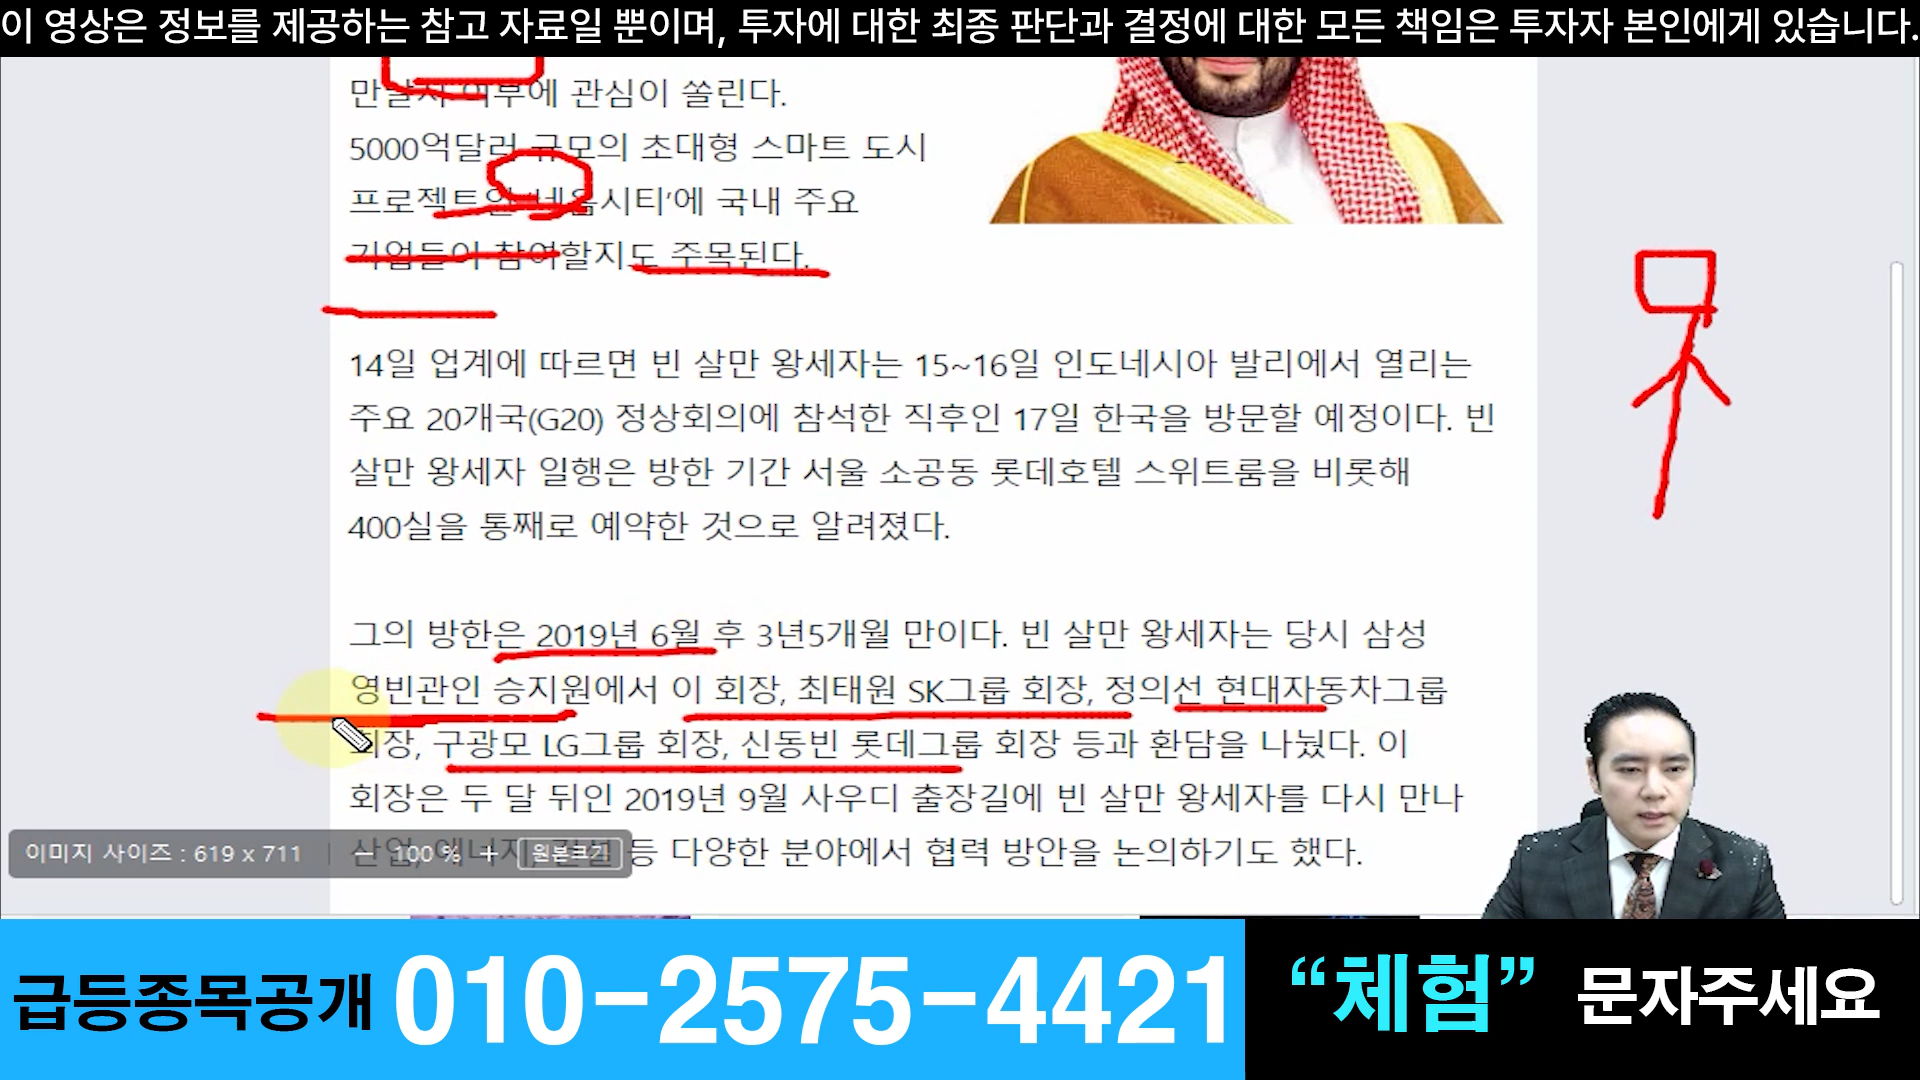 이 영상은 정보를 제공하는 참고 자료일 뿐이며, 투자에 대한 최종 판단과 결정에 대한 모든 책임은 투자자 본인에게 있습니다.
만날지 여부에 관심이 쏠린다.
5000억달러 규모의 초대형 스마트 도시
프로젝트인 '네옴시티'에 국내 주요
기업들이 참여할지도 주목된다.
14일 업계에 따르면 빈 살만 왕세자는 15~16일 인도네시아 발리에서 열리는
주요 20개국(G20) 정상회의에 참석한 직후인 17일 한국을 방문할 예정이다. 빈
살만 왕세자 일행은 방한 기간 서울 소공동 롯데호텔 스위트룸을 비롯해
400실을 통째로 예약한 것으로 알려졌다.
그의 방한은 2019년 6월 후 3년5개월 만이다. 빈 살만 왕세자는 당시 삼성
영빈관인 승지원에서 이 회장, 최태원 SK그룹 회장, 정의선 현대자동차그룹
회장, 구광모 LG그룹 회장, 신동빈 롯데그룹 회장 등과 환담을 나눴다. 이
회장은 두 달 뒤인 2019년 9월 사우디 출장길에 빈 살만 왕세자를 다시 만나
산업, 에너지, 건설 등 다양한 분야에서 협력 방안을 논의하기도 했다.
이미지 사이즈 : 619 x 711 | − 100 % + 원본크기
급등종목공개 010-2575-4421 “체험” 문자주세요